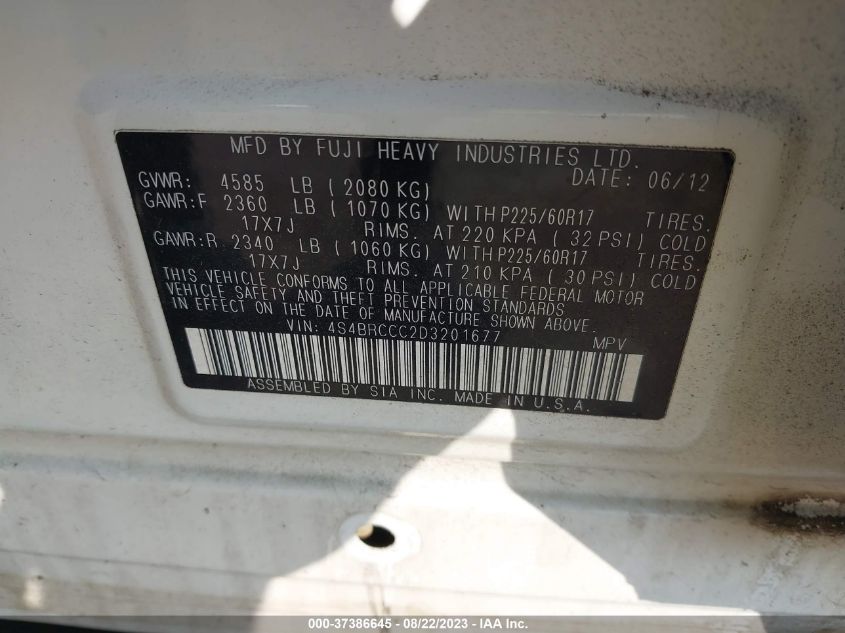 MFD BY FUJI HEAVY INDUSTRIES LTD.
GVWR: 4585 LB ( 2080 KG) DATE: 06/12
GAWR:F 2360 LB ( 1070 KG) WITH P225/60R17 TIRES.
17X7J RIMS. AT 220 KPA ( 32 PSI) COLD
GAWR:R 2340 LB ( 1060 KG) WITH P225/60R17 TIRES.
17X7J RIMS. AT 210 KPA ( 30 PSI) COLD
THIS VEHICLE CONFORMS TO ALL APPLICABLE FEDERAL MOTOR
VEHICLE SAFETY AND THEFT PREVENTION STANDARDS
IN EFFECT ON THE DATE OF MANUFACTURE SHOWN ABOVE.
VIN: 4S4BRCCC2D3201677 MPV
ASSEMBLED BY SIA INC. MADE IN U.S.A.
000-37386645 - 08/22/2023 - IAA Inc.